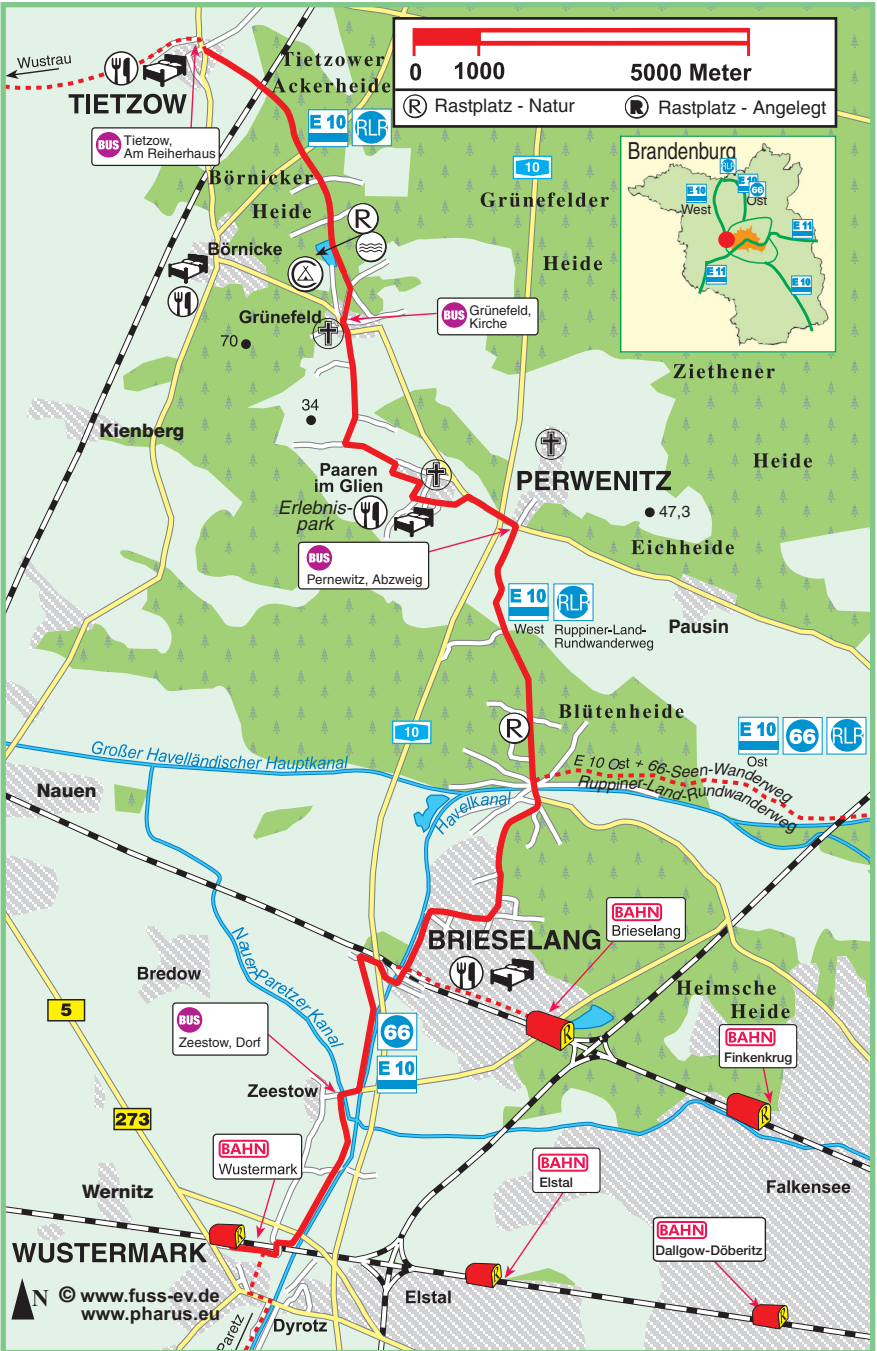 Wustrau
TIETZOW
Tietzower
Ackerheide
0 1000 5000 Meter
R Rastplatz - Natur
R Rastplatz - Angelegt
BUS Tietzow,
Am Reiherhaus
E 10 RLR
10
Börnicker
Heide
Grünefelder
Heide
Brandenburg
RLR
E 10
West
E 10
66
Ost
E 11
E 11
E 10
R
Börnicke
Grünefeld
BUS Grünefeld,
Kirche
70
34
Ziethener
Heide
Kienberg
Paaren
im Glien
Erlebnis-
park
PERWENITZ
47,3
Eichheide
BUS
Pernewitz, Abzweig
E 10 RLR
West Ruppiner-Land-
Rundwanderweg
Pausin
R
Blütenheide
10
E 10 66 RLR
Ost
Großer Havelländischer Hauptkanal
E 10 Ost + 66-Seen-Wanderweg
Ruppiner-Land-Rundwanderweg
Nauen
Havelkanal
BRIESELANG
BAHN
Brieselang
Bredow
Nauen-Paretzer Kanal
5
Heimsche
Heide
BUS
Zeestow, Dorf
66
E 10
BAHN
Finkenkrug
Zeestow
273
BAHN
Wustermark
BAHN
Elstal
Wernitz
Falkensee
BAHN
Dallgow-Döberitz
WUSTERMARK
N © www.fuss-ev.de
www.pharus.eu
Elstal
Paretz
Dyrotz